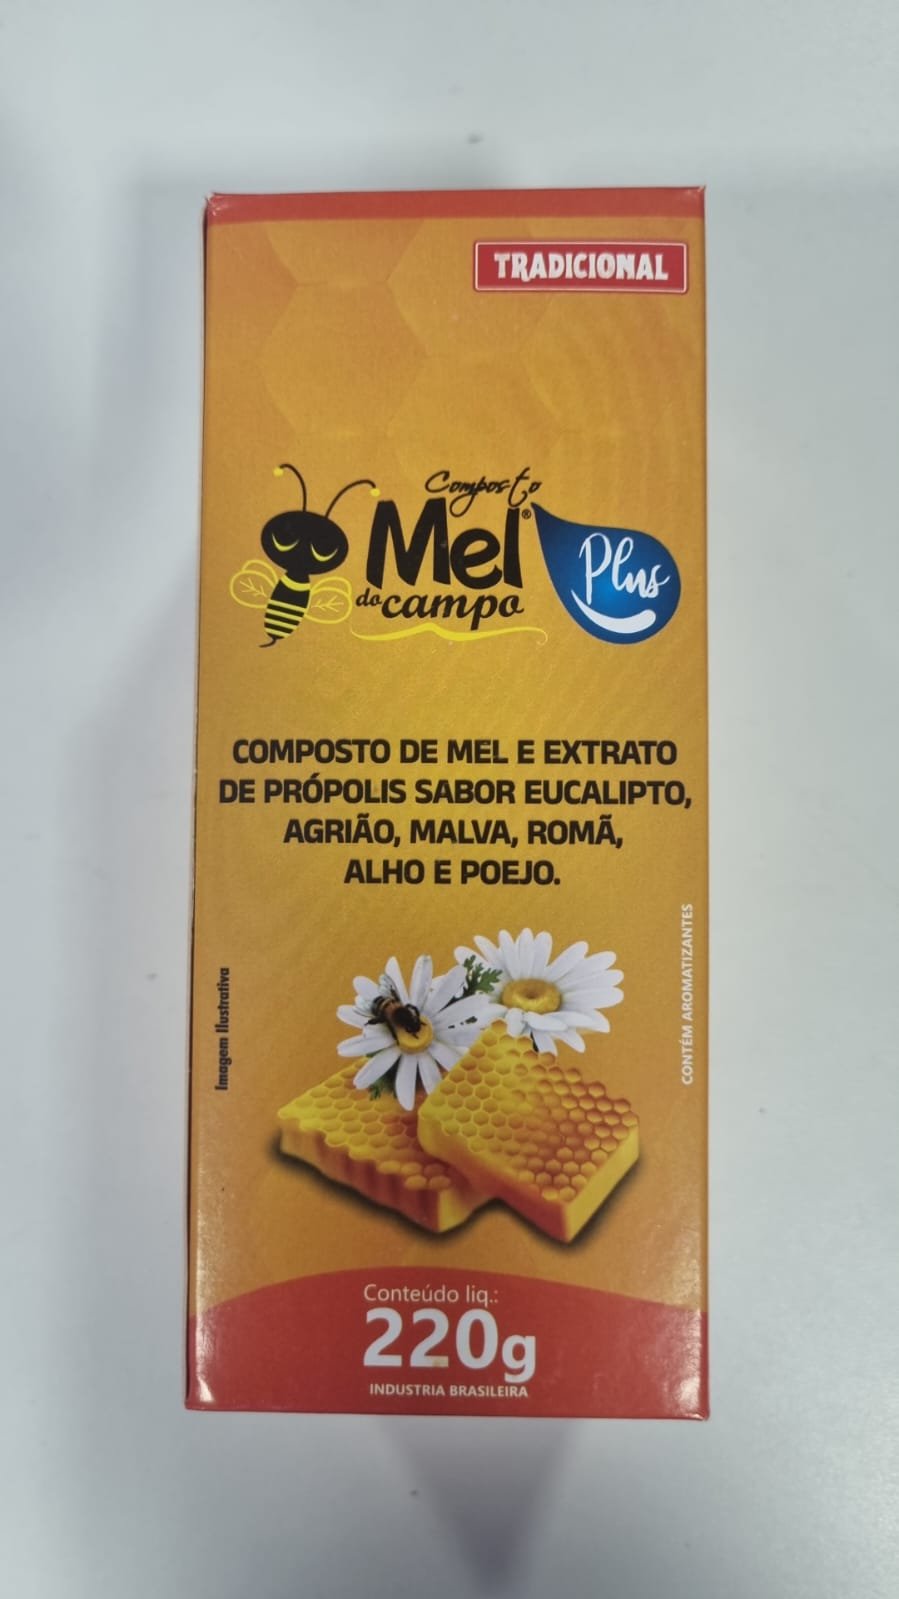 TRADICIONAL
Composto
Mel®
do campo
Plus
COMPOSTO DE MEL E EXTRATO
DE PRÓPOLIS SABOR EUCALIPTO,
AGRIÃO, MALVA, ROMÃ,
ALHO E POEJO.
Imagem Ilustrativa
CONTÉM AROMATIZANTES
Conteúdo liq.:
220g
INDUSTRIA BRASILEIRA